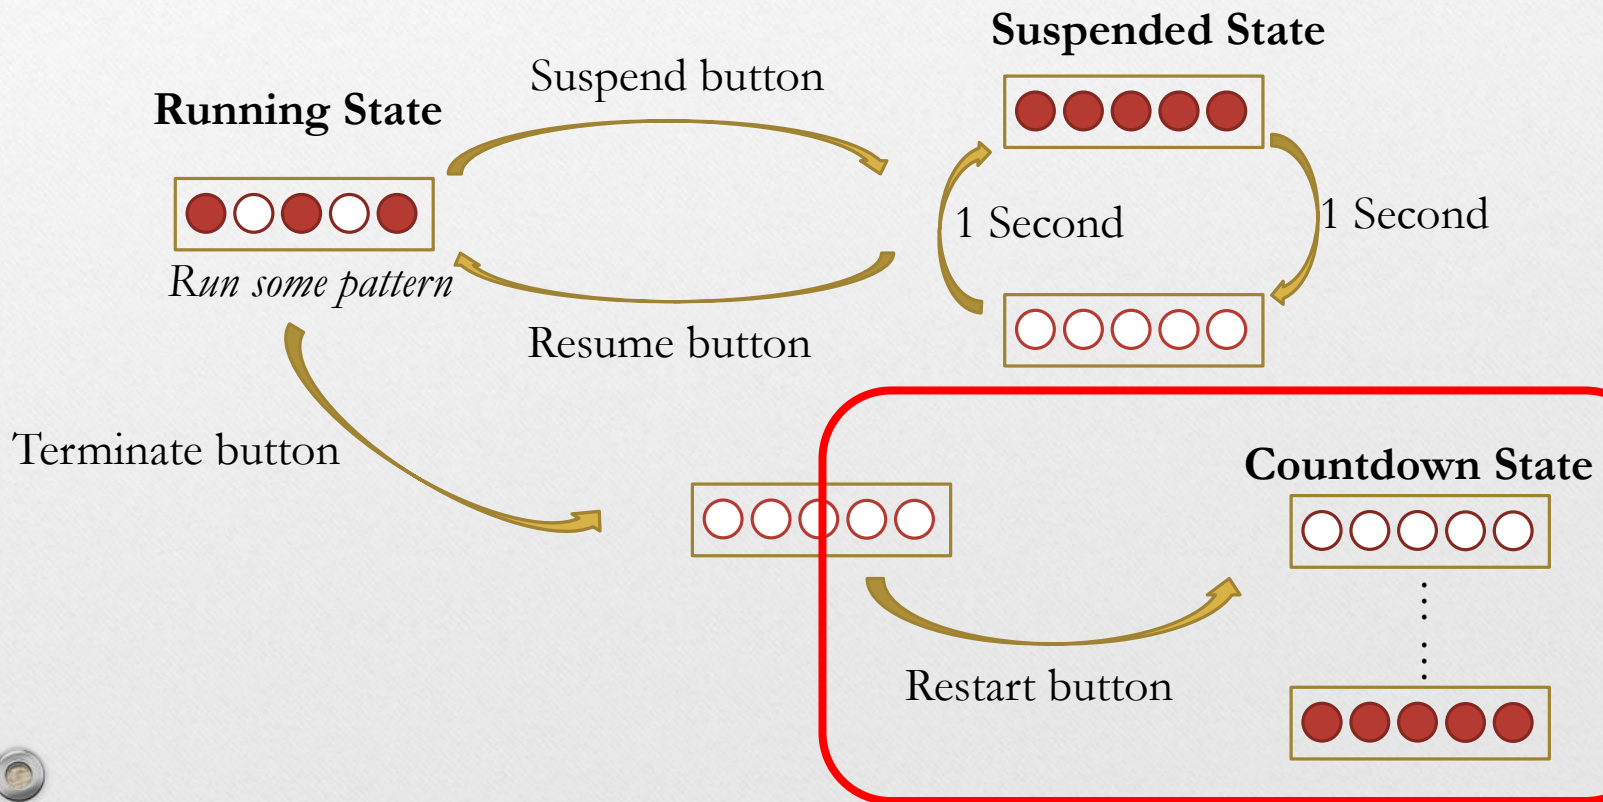 Suspended State
Suspend button
Running State
1 Second
1 Second
Run some pattern
Resume button
Terminate button
Countdown State
Restart button